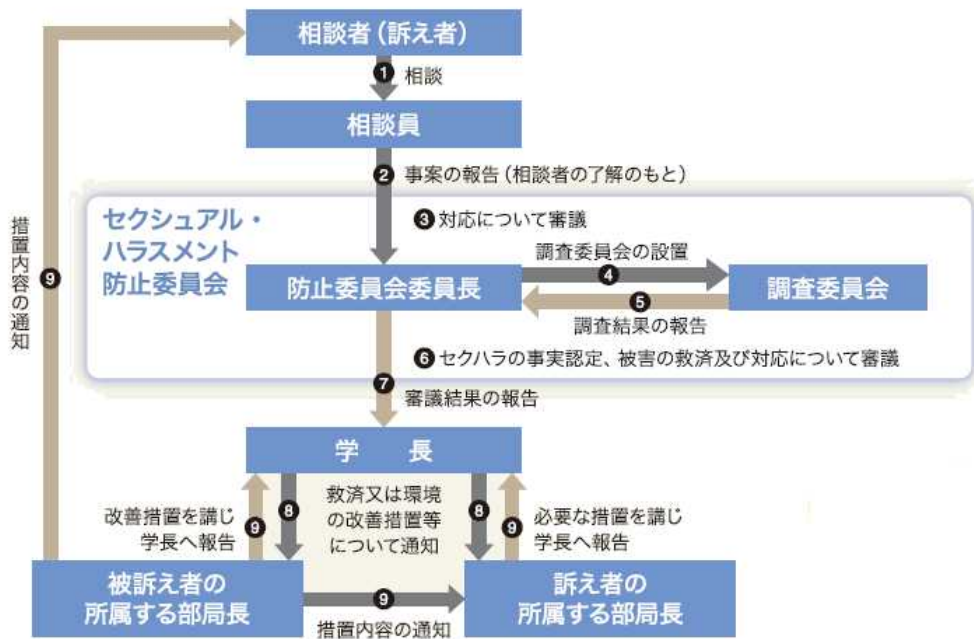 相談者（訴え者）
❶ 相談
相談員
❷ 事案の報告（相談者の了解のもと）
セクシュアル・
ハラスメント
防止委員会
❸ 対応について審議
調査委員会の設置
❹
防止委員会委員長
調査委員会
❺
調査結果の報告
❻ セクハラの事実認定、被害の救済及び対応について審議
❼
審議結果の報告
措置内容の通知
❾
学　長
改善措置を講じ
学長へ報告
❾
❽
救済又は環境
の改善措置等
について通知
❽
❾
必要な措置を講じ
学長へ報告
被訴え者の
所属する部局長
❾
措置内容の通知
訴え者の
所属する部局長